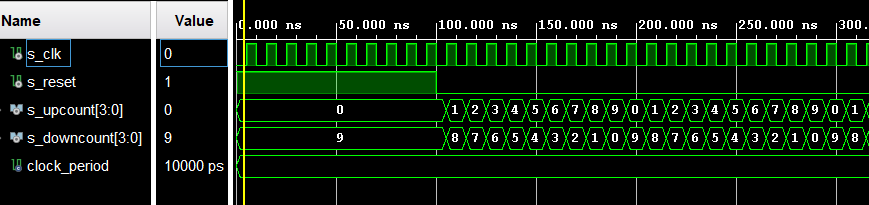 Name Value 0.000 ns 50.000 ns 100.000 ns 150.000 ns 200.000 ns 250.000 ns 300.
s_clk 0
s_reset 1
s_upcount[3:0] 0 0 1 2 3 4 5 6 7 8 9 0 1 2 3 4 5 6 7 8 9 0 1
s_downcount[3:0] 9 9 8 7 6 5 4 3 2 1 0 9 8 7 6 5 4 3 2 1 0 9 8
clock_period 10000 ps